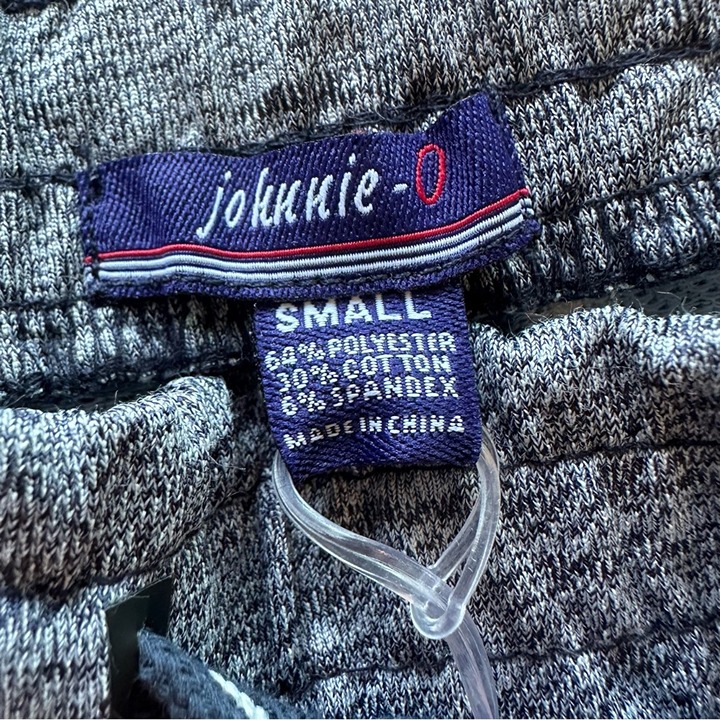 johnnie-O
SMALL
64% POLYESTER
30% COTTON
6% SPANDEX
MADE IN CHINA